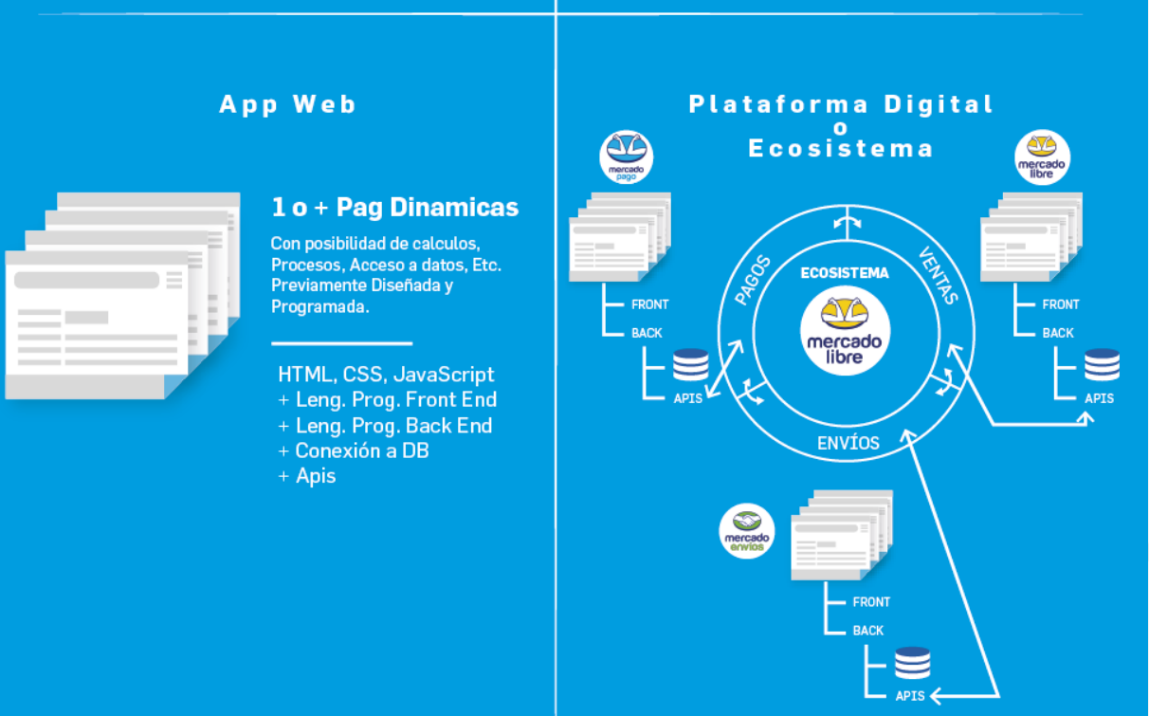 App Web
1 o + Pag Dinamicas
Con posibilidad de calculos,
Procesos, Acceso a datos, Etc.
Previamente Diseñada y
Programada.
HTML, CSS, JavaScript
+ Leng. Prog. Front End
+ Leng. Prog. Back End
+ Conexión a DB
+ Apis
Plataforma Digital
o
Ecosistema
mercado
pago
FRONT
BACK
APIS
mercado
libre
FRONT
BACK
APIS
PAGOS
VENTAS
ENVÍOS
ECOSISTEMA
mercado
libre
mercado
envios
FRONT
BACK
APIS